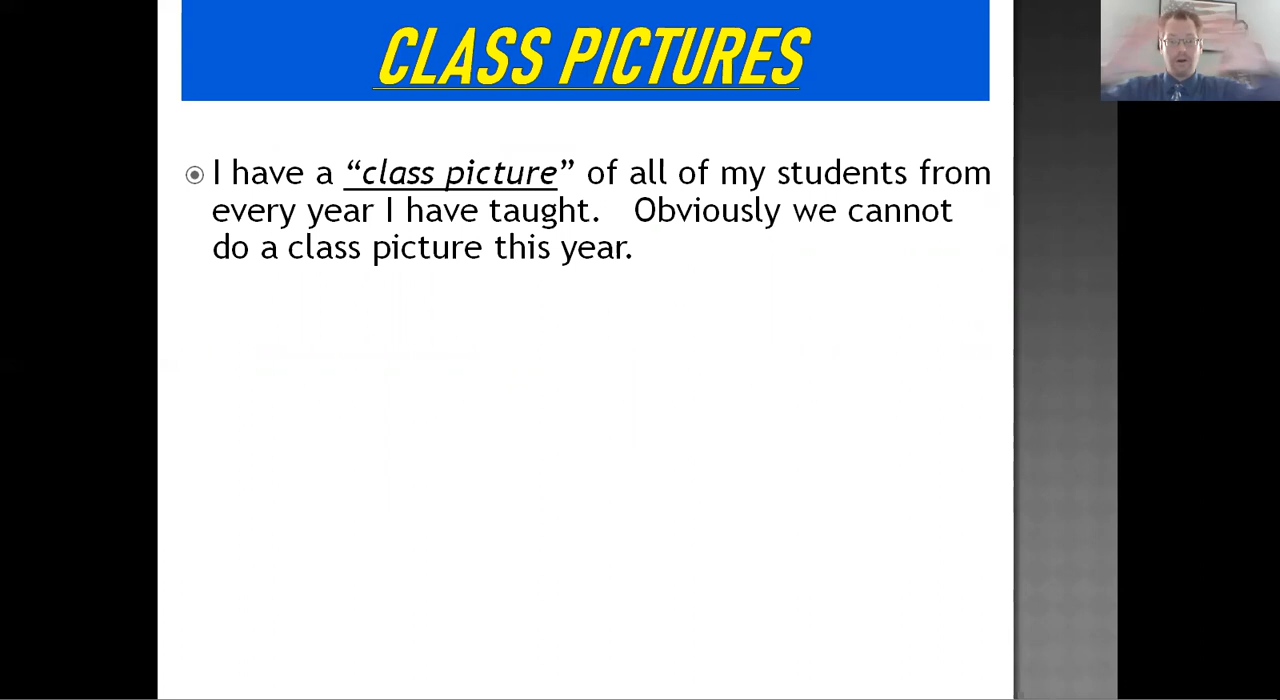 CLASS PICTURES
I have a “class picture” of all of my students from
every year I have taught. Obviously we cannot
do a class picture this year.